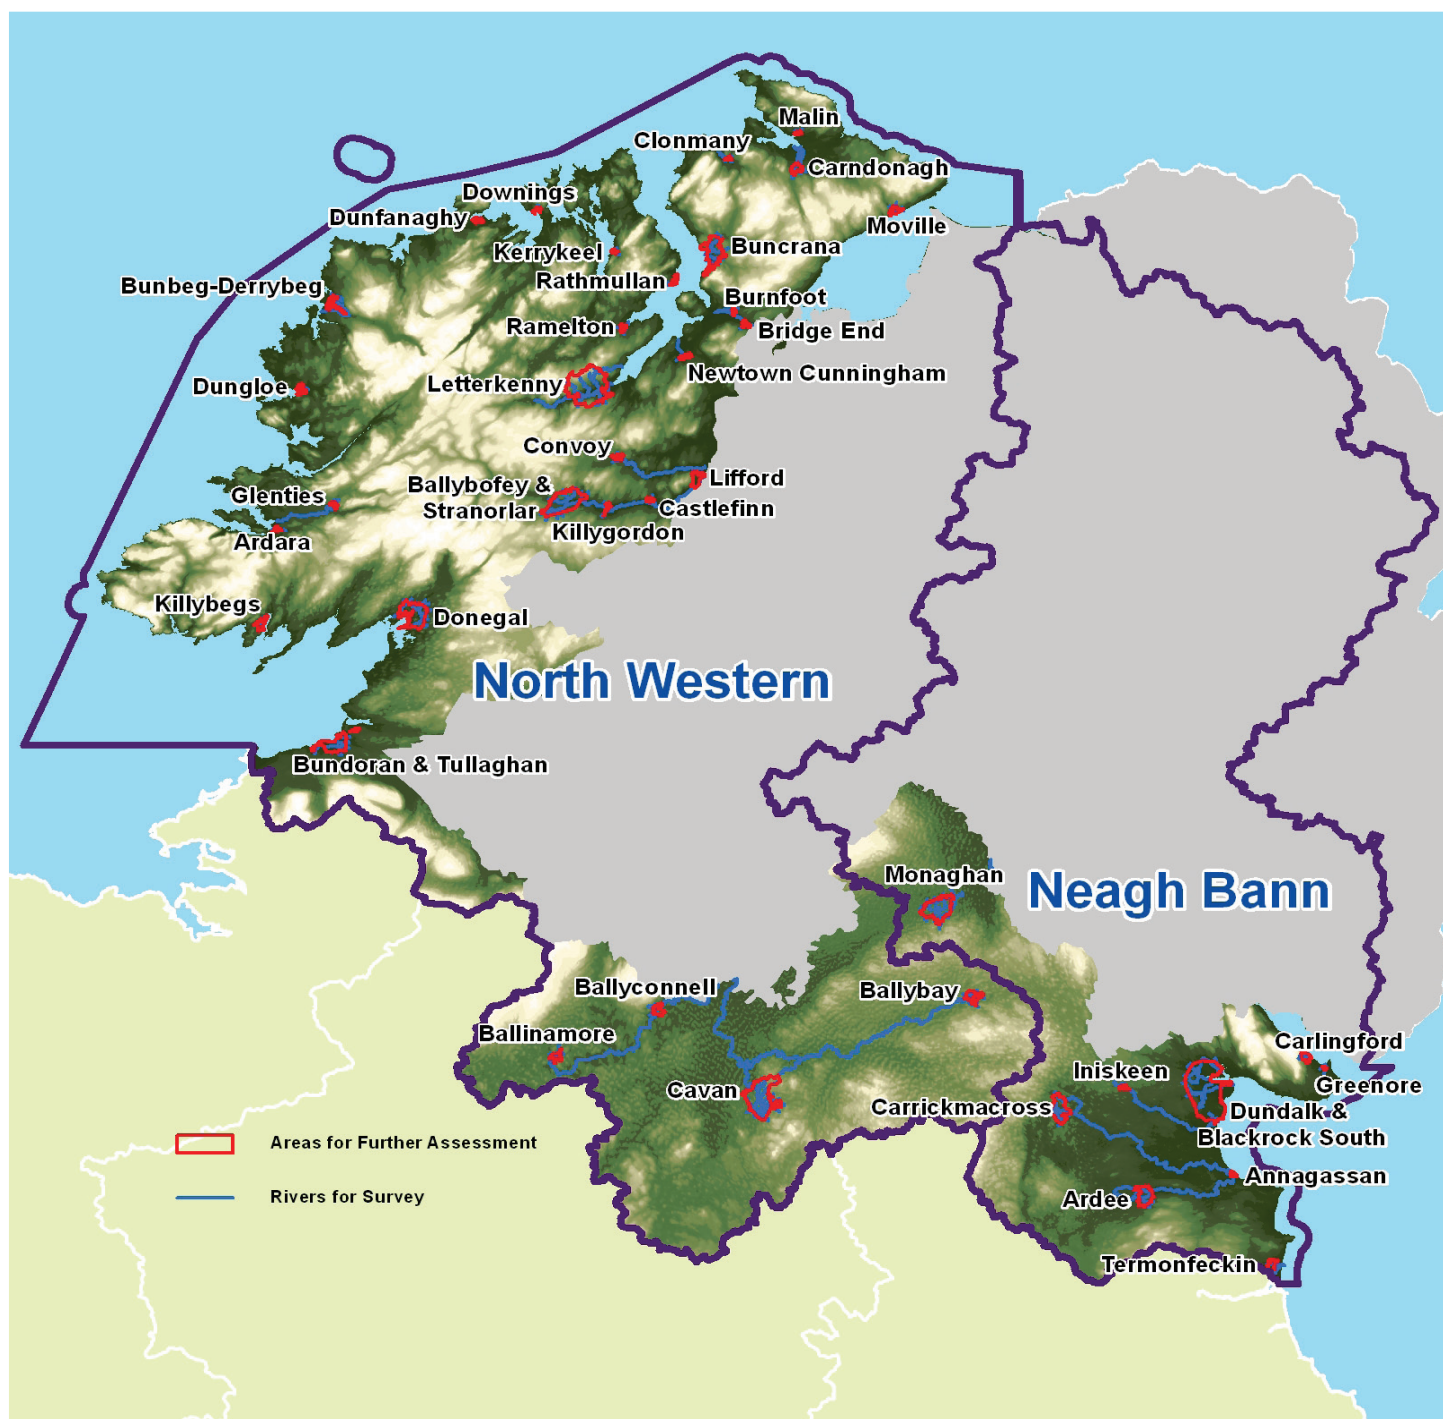 Malin
Clonmany
Carndonagh
Downings
Dunfanaghy
Moville
Kerrykeel
Buncrana
Rathmullan
Bunbeg-Derrybeg
Burnfoot
Ramelton
Bridge End
Newtown Cunningham
Letterkenny
Dungloe
Convoy
Lifford
Ballybofey &
Stranorlar
Glenties
Castlefinn
Killygordon
Ardara
Killybegs
Donegal
North Western
Bundoran & Tullaghan
Monaghan
Neagh Bann
Ballyconnell
Ballybay
Ballinamore
Carlingford
Iniskeen
Greenore
Cavan
Carrickmacross
Dundalk &
Blackrock South
Areas for Further Assessment
Annagassan
Rivers for Survey
Ardee
Termonfeckin